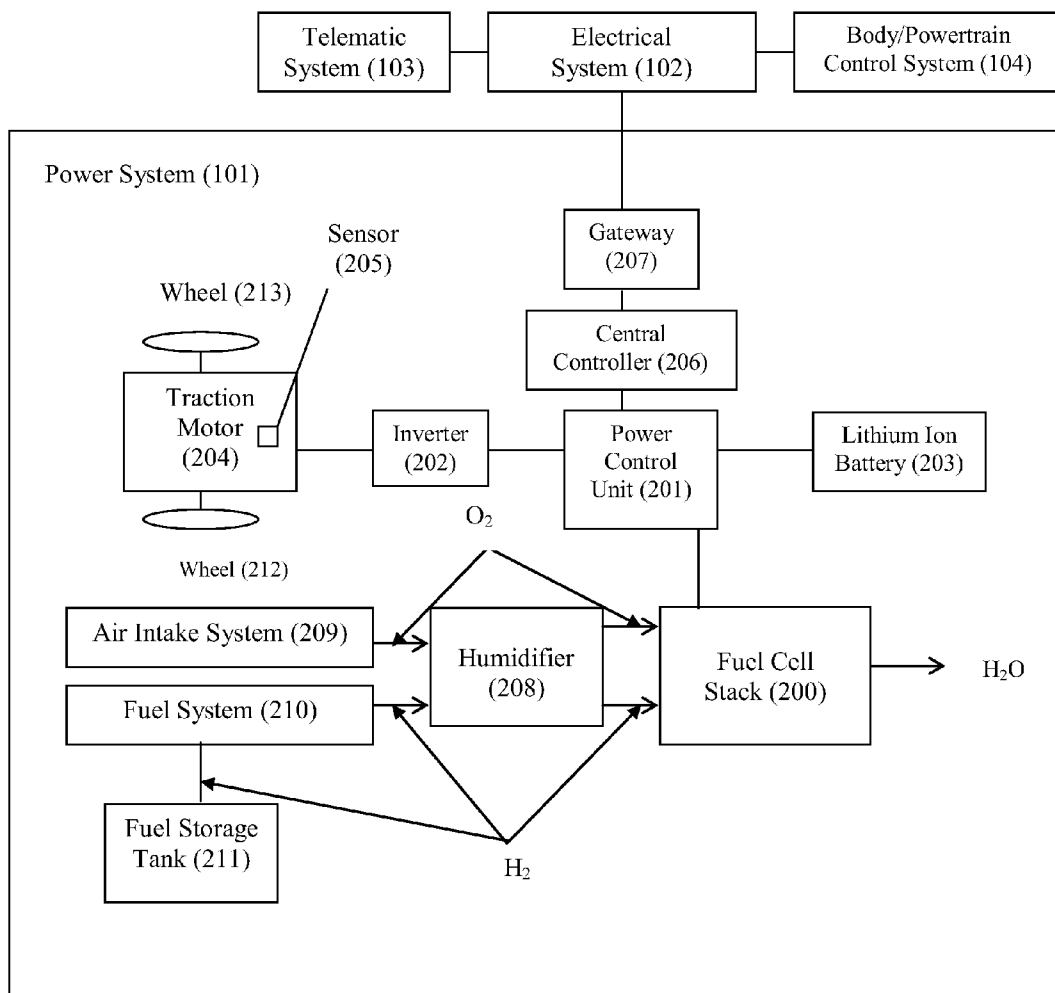 Telematic
System (103)
Electrical
System (102)
Body/Powertrain
Control System (104)
Power System (101)
Sensor
(205)
Gateway
(207)
Wheel (213)
Central
Controller (206)
Traction
Motor
(204)
Inverter
(202)
Power
Control
Unit (201)
Lithium Ion
Battery (203)
O₂
Wheel (212)
Air Intake System (209)
Humidifier
(208)
Fuel Cell
Stack (200)
H₂O
Fuel System (210)
Fuel Storage
Tank (211)
H₂